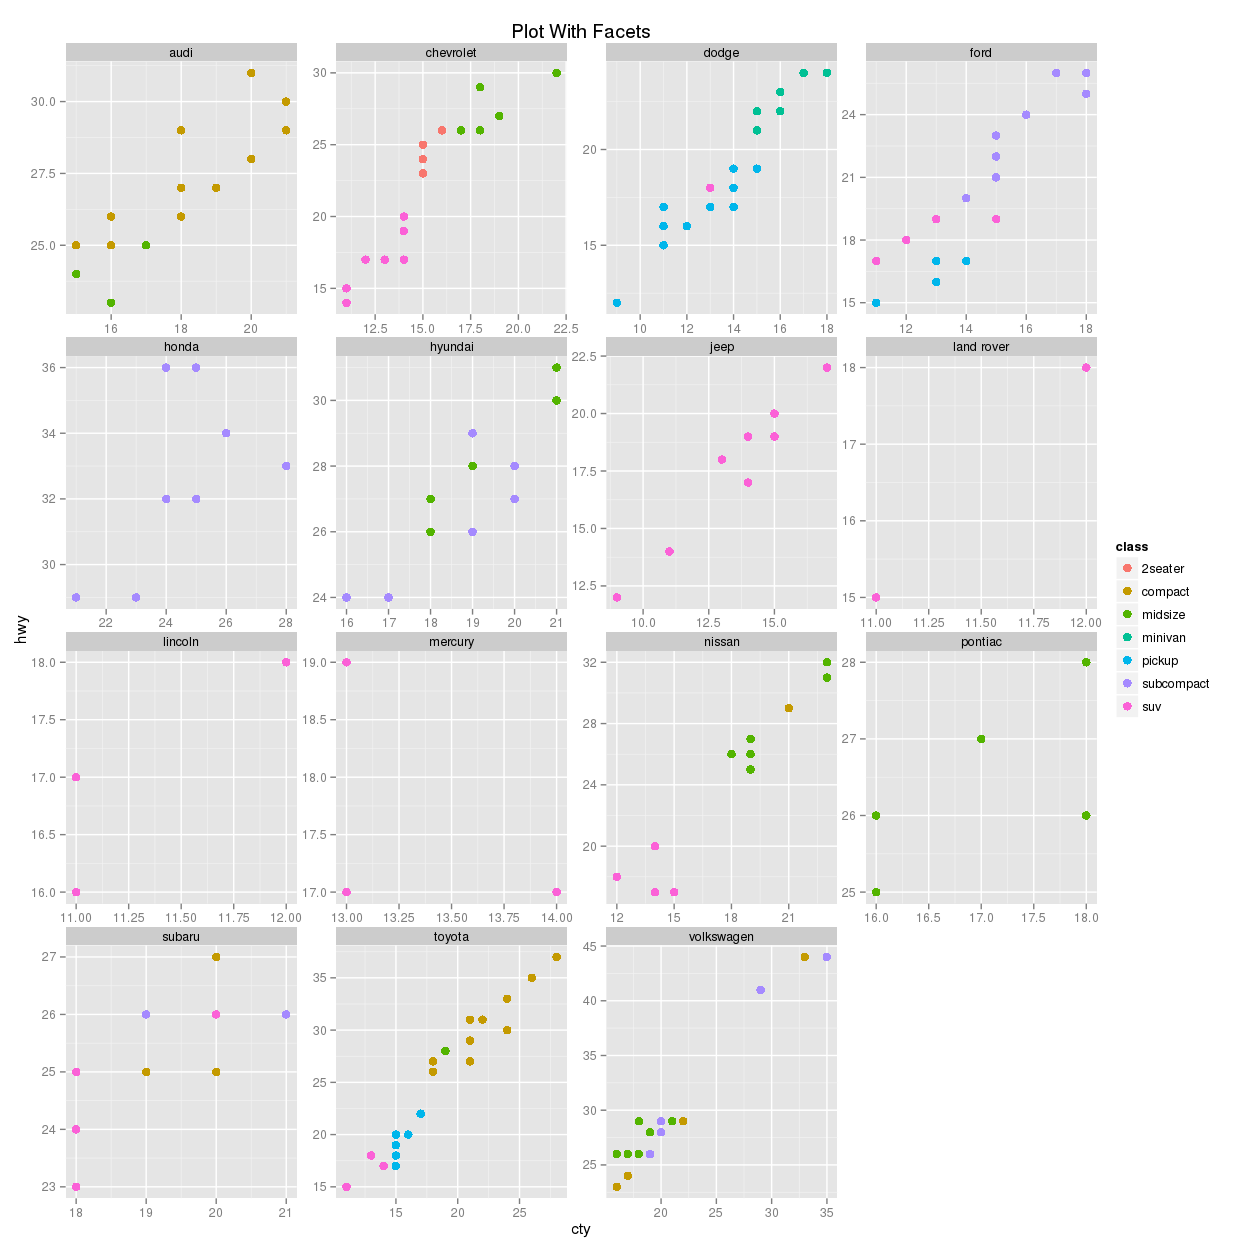 Plot With Facets
audi
chevrolet
dodge
ford
30.0
27.5
25.0
16 18 20
30
25
20
15
12.5 15.0 17.5 20.0 22.5
20
15
10 12 14 16 18
24
21
18
15
12 14 16 18
honda
hyundai
jeep
land rover
36
34
32
30
22 24 26 28
30
28
26
24
16 17 18 19 20 21
22.5
20.0
17.5
15.0
12.5
10.0 12.5 15.0
18
17
16
15
11.00 11.25 11.50 11.75 12.00
lincoln
mercury
nissan
pontiac
18.0
17.5
17.0
16.5
16.0
11.00 11.25 11.50 11.75 12.00
19.0
18.5
18.0
17.5
17.0
13.00 13.25 13.50 13.75 14.00
32
28
24
20
12 15 18 21
28
27
26
25
16.0 16.5 17.0 17.5 18.0
subaru
toyota
volkswagen
27
26
25
24
23
18 19 20 21
35
30
25
20
15
15 20 25
45
40
35
30
25
20 25 30 35
hwy
cty
class
2seater
compact
midsize
minivan
pickup
subcompact
suv